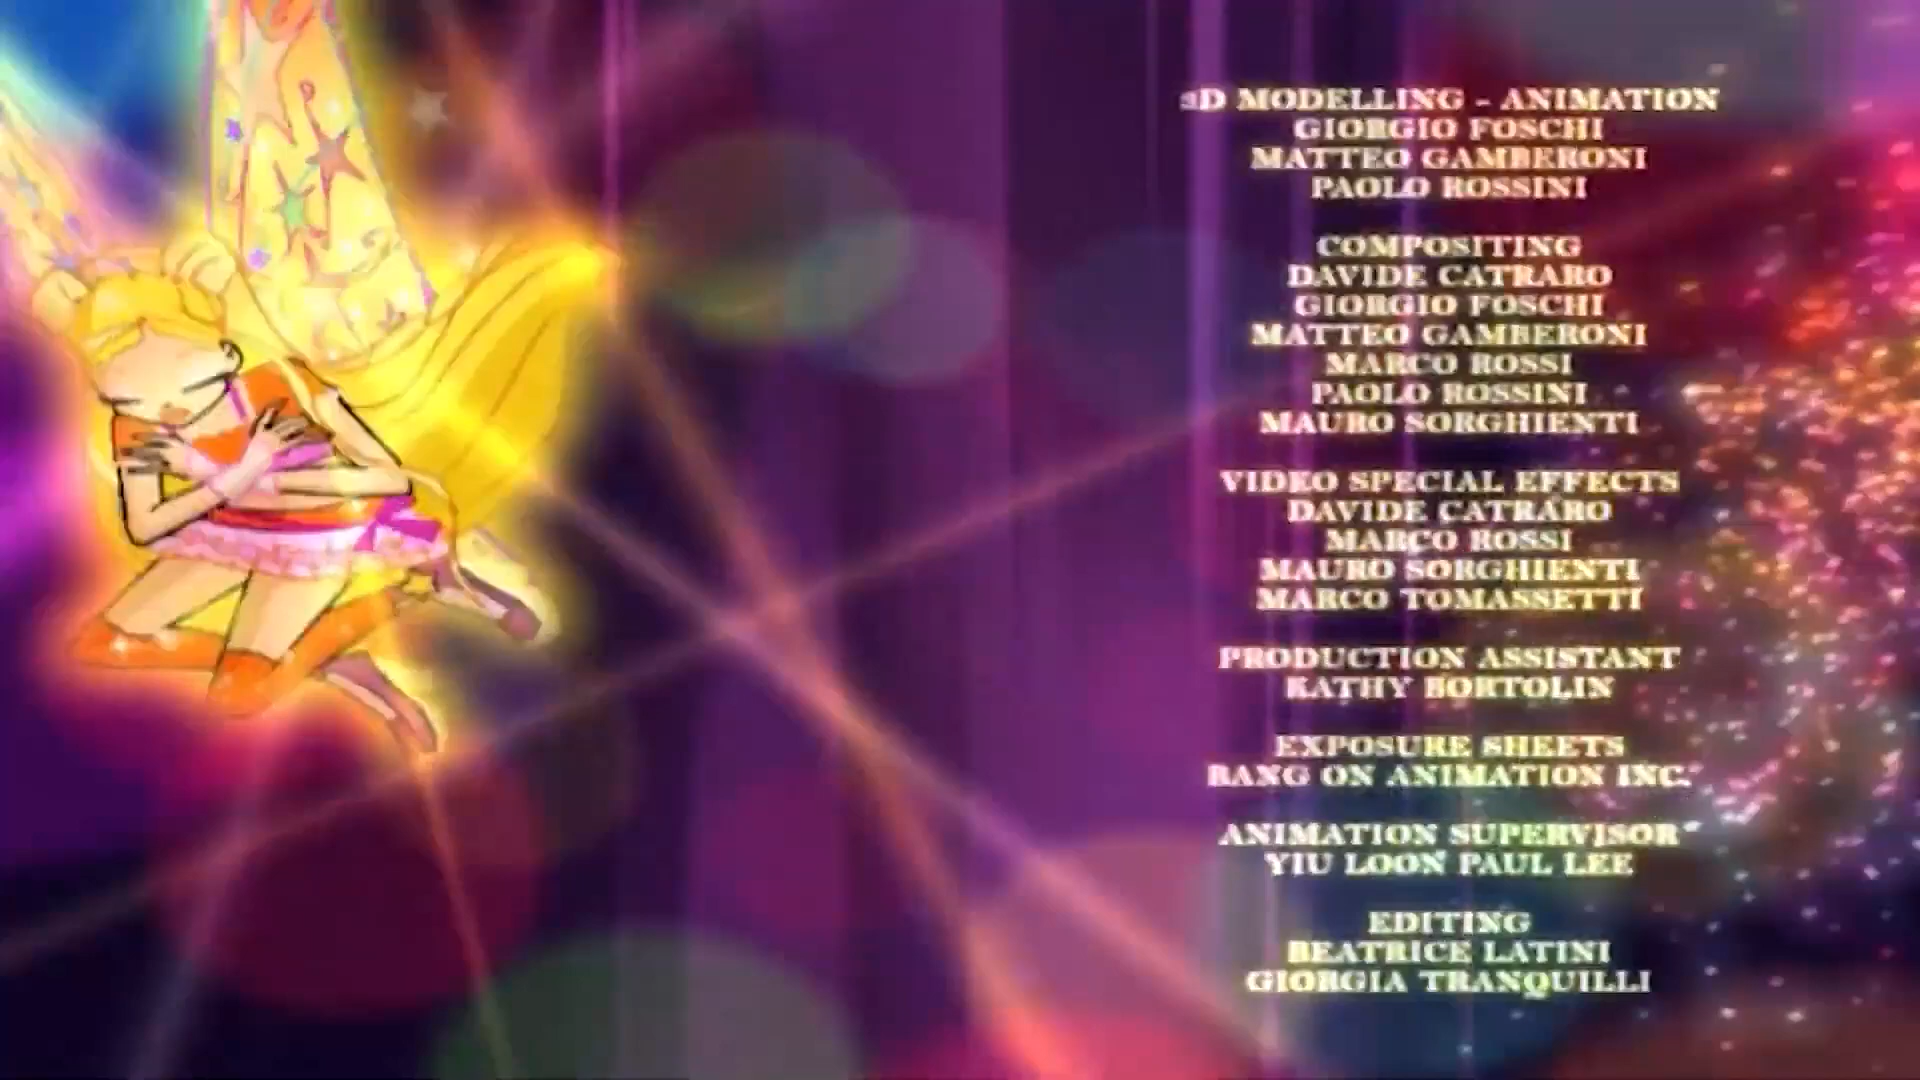 3D MODELLING - ANIMATION
GIORGIO FOSCHI
MATTEO GAMBERONI
PAOLO ROSSINI
COMPOSITING
DAVIDE CATRARO
GIORGIO FOSCHI
MATTEO GAMBERONI
MARCO ROSSI
PAOLO ROSSINI
MAURO SORGHIENTI
VIDEO SPECIAL EFFECTS
DAVIDE CATRARO
MARCO ROSSI
MAURO SORGHIENTI
MARCO TOMASSETTI
PRODUCTION ASSISTANT
KATHY BORTOLIN
EXPOSURE SHEETS
BANG ON ANIMATION INC.
ANIMATION SUPERVISOR
YIU LOON PAUL LEE
EDITING
BEATRICE LATINI
GIORGIA TRANQUILLI